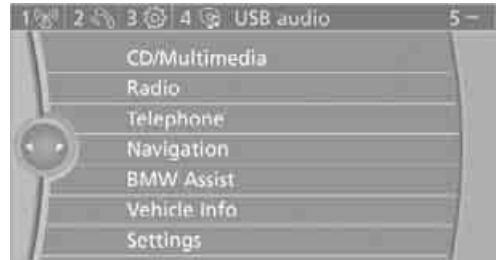 1 2 3 4 USB audio 5
CD/Multimedia
Radio
Telephone
Navigation
BMW Assist
Vehicle Info
Settings